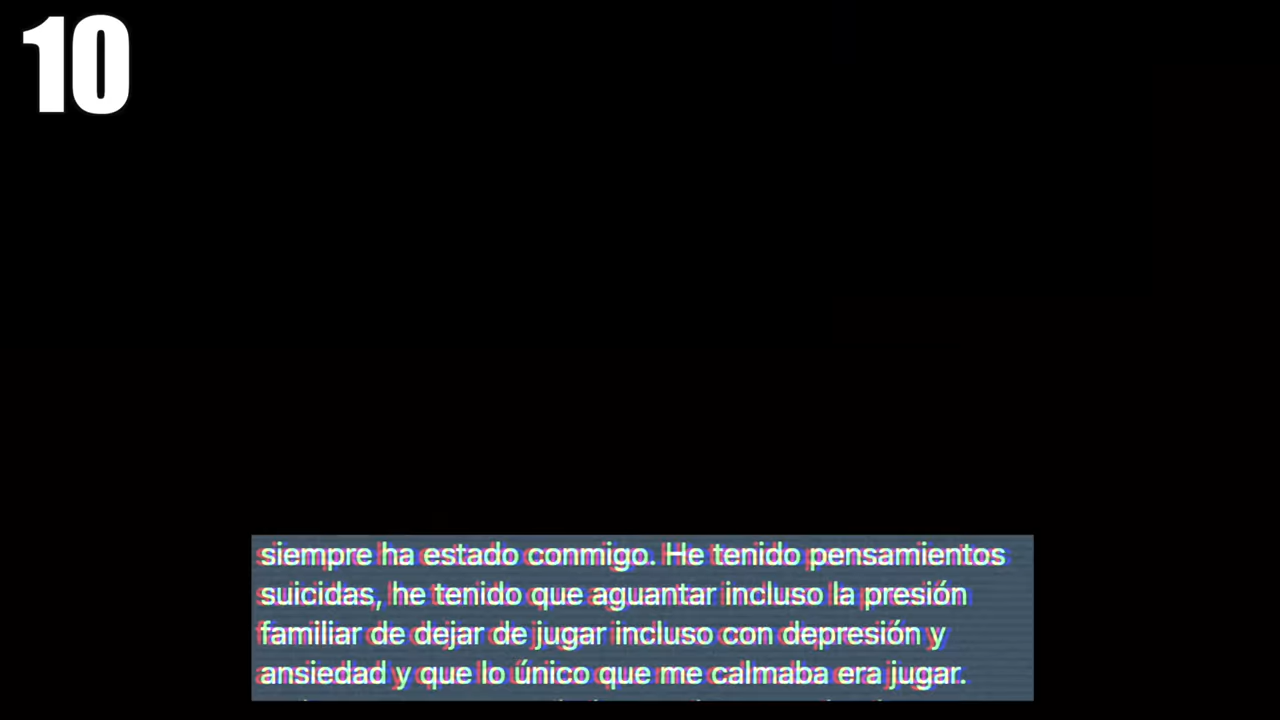 10
siempre ha estado conmigo. He tenido pensamientos
suicidas, he tenido que aguantar incluso la presión
familiar de dejar de jugar incluso con depresión y
ansiedad y que lo único que me calmaba era jugar.